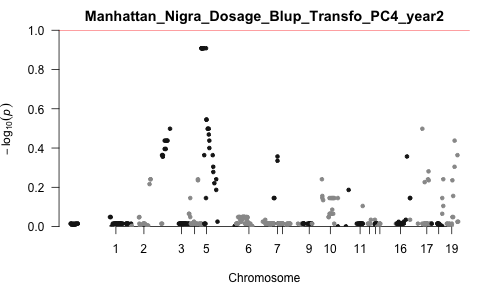 Manhattan_Nigra_Dosage_Blup_Transfo_PC4_year2
1.0
0.8
0.6
0.4
0.2
0.0
− log10(p)
1 2 3 5 6 7 9 10 11 16 17 19
Chromosome